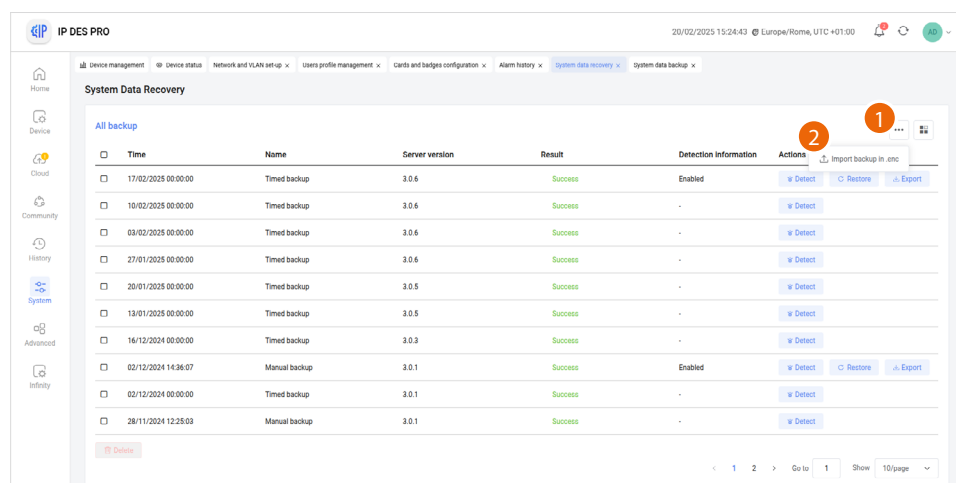 IP IP DES PRO 20/02/2025 15:24:43 Europe/Rome, UTC +01:00 AD
Device management Device status Network and VLAN set-up x Users profile management x Cards and badges configuration x Alarm history x System data recovery x System data backup x
Home
System Data Recovery
Device
All backup
1
...
2
Import backup in .enc
Time Name Server version Result Detection information Actions
17/02/2025 00:00:00 Timed backup 3.0.6 Success Enabled Detect Restore Export
Cloud
10/02/2025 00:00:00 Timed backup 3.0.6 Success - Detect
Community
03/02/2025 00:00:00 Timed backup 3.0.6 Success - Detect
History
27/01/2025 00:00:00 Timed backup 3.0.6 Success - Detect
System
20/01/2025 00:00:00 Timed backup 3.0.5 Success - Detect
13/01/2025 00:00:00 Timed backup 3.0.5 Success - Detect
Advanced
16/12/2024 00:00:00 Timed backup 3.0.3 Success - Detect
02/12/2024 14:36:07 Manual backup 3.0.1 Success Enabled Detect Restore Export
Infinity
02/12/2024 00:00:00 Timed backup 3.0.1 Success - Detect
28/11/2024 12:25:03 Manual backup 3.0.1 Success - Detect
Delete
< 1 2 > Go to 1 Show 10/page